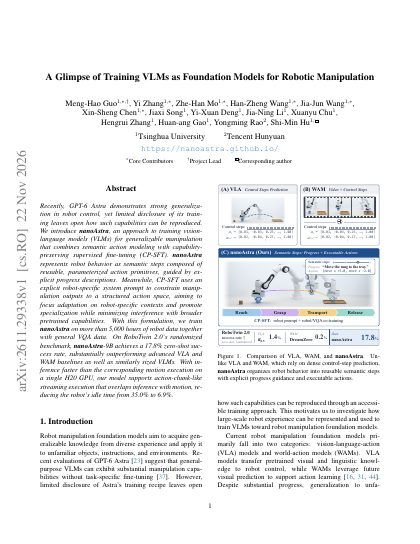 A Glimpse of Training VLMs as Foundation Models for Robotic Manipulation
Meng-Hao Guo¹,*,†, Yi Zhang¹,*, Zhe-Han Mo¹,*, Han-Zheng Wang¹,*, Jia-Jun Wang¹,*,
Xin-Sheng Chen¹,*, Jiaxi Song¹, Yi-Xuan Deng¹, Jia-Ning Li¹, Xuanyu Chu¹,
Hengrui Zhang¹, Huan-ang Gao¹, Yongming Rao², Shi-Min Hu¹,
¹Tsinghua University ²Tencent Hunyuan
https://nanoastra.github.io/
*Core Contributors †Project Lead Corresponding author
arXiv:2611.29338v1 [cs.RO] 22 Nov 2026
Abstract
Recently, GPT-6 Astra demonstrates strong generaliza-
tion in robot control, yet limited disclosure of its train-
ing leaves open how such capabilities can be reproduced.
We introduce nanoAstra, an approach to training vision-
language models (VLMs) for generalizable manipulation
that combines semantic action modeling with capability-
preserving supervised fine-tuning (CP-SFT). nanoAstra
represents robot behavior as semantic steps composed of
reusable, parameterized action primitives, guided by ex-
plicit progress descriptions. Meanwhile, CP-SFT uses an
explicit robot-specific system prompt to constrain manip-
ulation outputs to a structured action space, aiming to
focus adaptation on robot-specific contexts and promote
specialization while minimizing interference with broader
pretrained capabilities. With this formulation, we train
nanoAstra on more than 5,000 hours of robot data together
with general VQA data. On RoboTwin 2.0's randomized
benchmark, nanoAstra-9B achieves a 17.8% zero-shot suc-
cess rate, substantially outperforming advanced VLA and
WAM baselines as well as similarly sized VLMs. With in-
ference faster than the corresponding motion execution on
a single H20 GPU, our model supports action-chunk-like
streaming execution that overlaps inference with motion, re-
ducing the robot's idle time from 35.0% to 6.9%.
1. Introduction
Robot manipulation foundation models aim to acquire gen-
eralizable knowledge from diverse experience and apply it
to unfamiliar objects, instructions, and environments. Re-
cent evaluations of GPT-6 Astra [23] suggest that general-
purpose VLMs can exhibit substantial manipulation capa-
bilities without task-specific fine-tuning [37]. However,
limited disclosure of Astra's training recipe leaves open
(A) VLA Control Steps Prediction
Control steps
(B) WAM Video + Control Steps
Control steps
(C) nanoAstra (Ours) Semantic Steps: Progress + Executable Actions
Reach
Grasp
Transport
Release
CP-SFT: robot prompt + robot/VQA co-training
RoboTwin 2.0
1.4%
DreamZero 0.2%
nanoAstra 17.8%
Figure 1. Comparison of VLA, WAM, and nanoAstra. Un-
like VLA and WAM, which rely on dense control-step prediction,
nanoAstra organizes robot behavior into reusable semantic steps
with explicit progress guidance and executable actions.
how such capabilities can be reproduced through an acces-
sible training approach. This motivates us to investigate how
large-scale robot experience can be represented and used to
train VLMs toward robot manipulation foundation models.
Current robot manipulation foundation models pri-
marily fall into two categories: vision-language-action
(VLA) models and world-action models (WAMs). VLA
models transfer pretrained visual and linguistic knowl-
edge to robot control, while WAMs leverage future
visual prediction to support action learning [16, 31, 44].
Despite substantial progress, generalization to unfa-
1